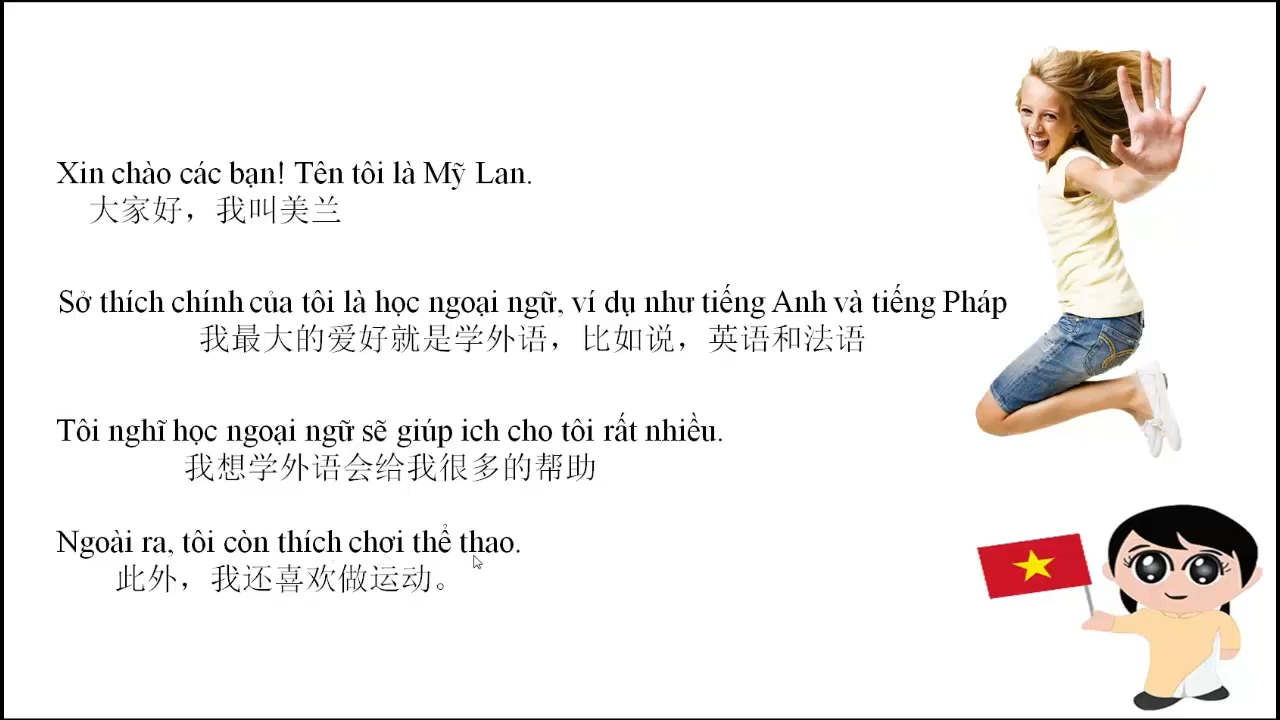 Xin chào các bạn! Tên tôi là Mỹ Lan.
大家好，我叫美兰
Sở thích chính của tôi là học ngoại ngữ, ví dụ như tiếng Anh và tiếng Pháp
我最大的爱好就是学外语，比如说，英语和法语
Tôi nghĩ học ngoại ngữ sẽ giúp ich cho tôi rất nhiều.
我想学外语会给我很多的帮助
Ngoài ra, tôi còn thích chơi thể thao.
此外，我还喜欢做运动。